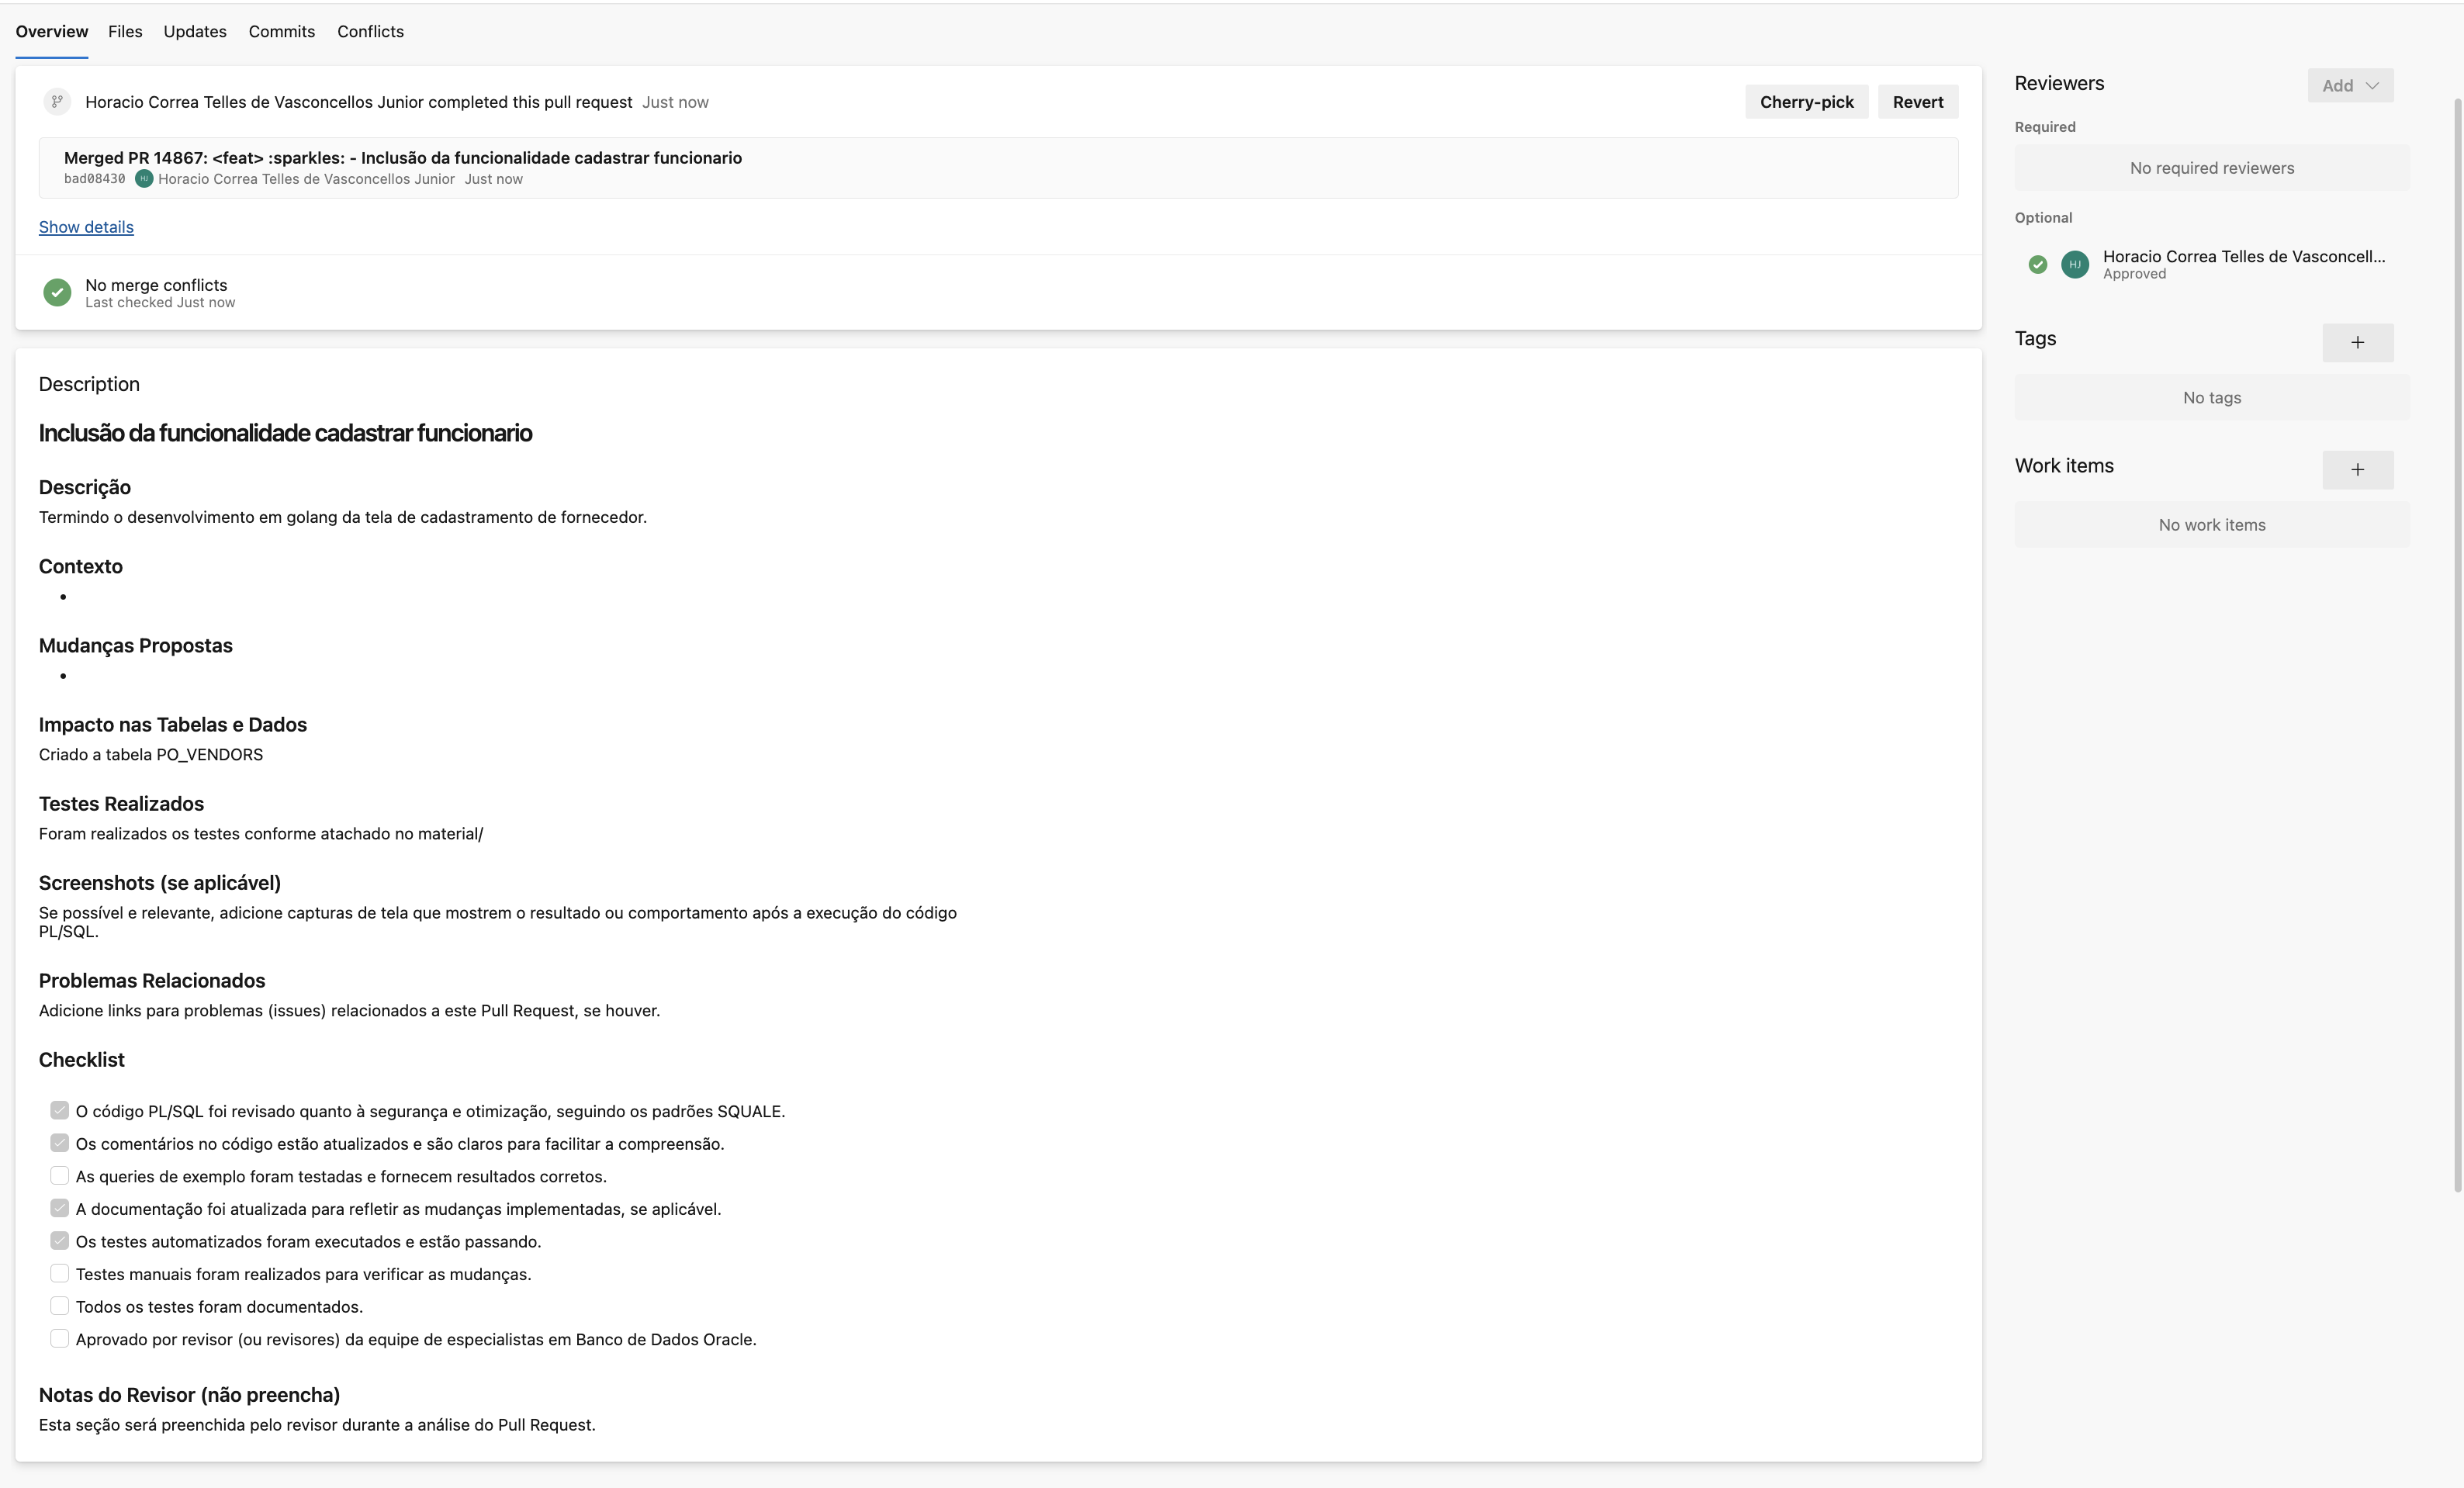 Overview Files Updates Commits Conflicts
Horacio Correa Telles de Vasconcellos Junior completed this pull request Just now
Cherry-pick
Revert
Merged PR 14867: <feat> :sparkles: - Inclusão da funcionalidade cadastrar funcionario
bad08430 HJ Horacio Correa Telles de Vasconcellos Junior Just now
Show details
No merge conflicts
Last checked Just now
Description
Inclusão da funcionalidade cadastrar funcionario
Descrição
Termindo o desenvolvimento em golang da tela de cadastramento de fornecedor.
Contexto
•
Mudanças Propostas
•
Impacto nas Tabelas e Dados
Criado a tabela PO_VENDORS
Testes Realizados
Foram realizados os testes conforme atachado no material/
Screenshots (se aplicável)
Se possível e relevante, adicione capturas de tela que mostrem o resultado ou comportamento após a execução do código
PL/SQL.
Problemas Relacionados
Adicione links para problemas (issues) relacionados a este Pull Request, se houver.
Checklist
O código PL/SQL foi revisado quanto à segurança e otimização, seguindo os padrões SQUALE.
Os comentários no código estão atualizados e são claros para facilitar a compreensão.
As queries de exemplo foram testadas e fornecem resultados corretos.
A documentação foi atualizada para refletir as mudanças implementadas, se aplicável.
Os testes automatizados foram executados e estão passando.
Testes manuais foram realizados para verificar as mudanças.
Todos os testes foram documentados.
Aprovado por revisor (ou revisores) da equipe de especialistas em Banco de Dados Oracle.
Notas do Revisor (não preencha)
Esta seção será preenchida pelo revisor durante a análise do Pull Request.
Reviewers
Add
Required
No required reviewers
Optional
HJ Horacio Correa Telles de Vasconcell...
Approved
Tags
+
No tags
Work items
+
No work items